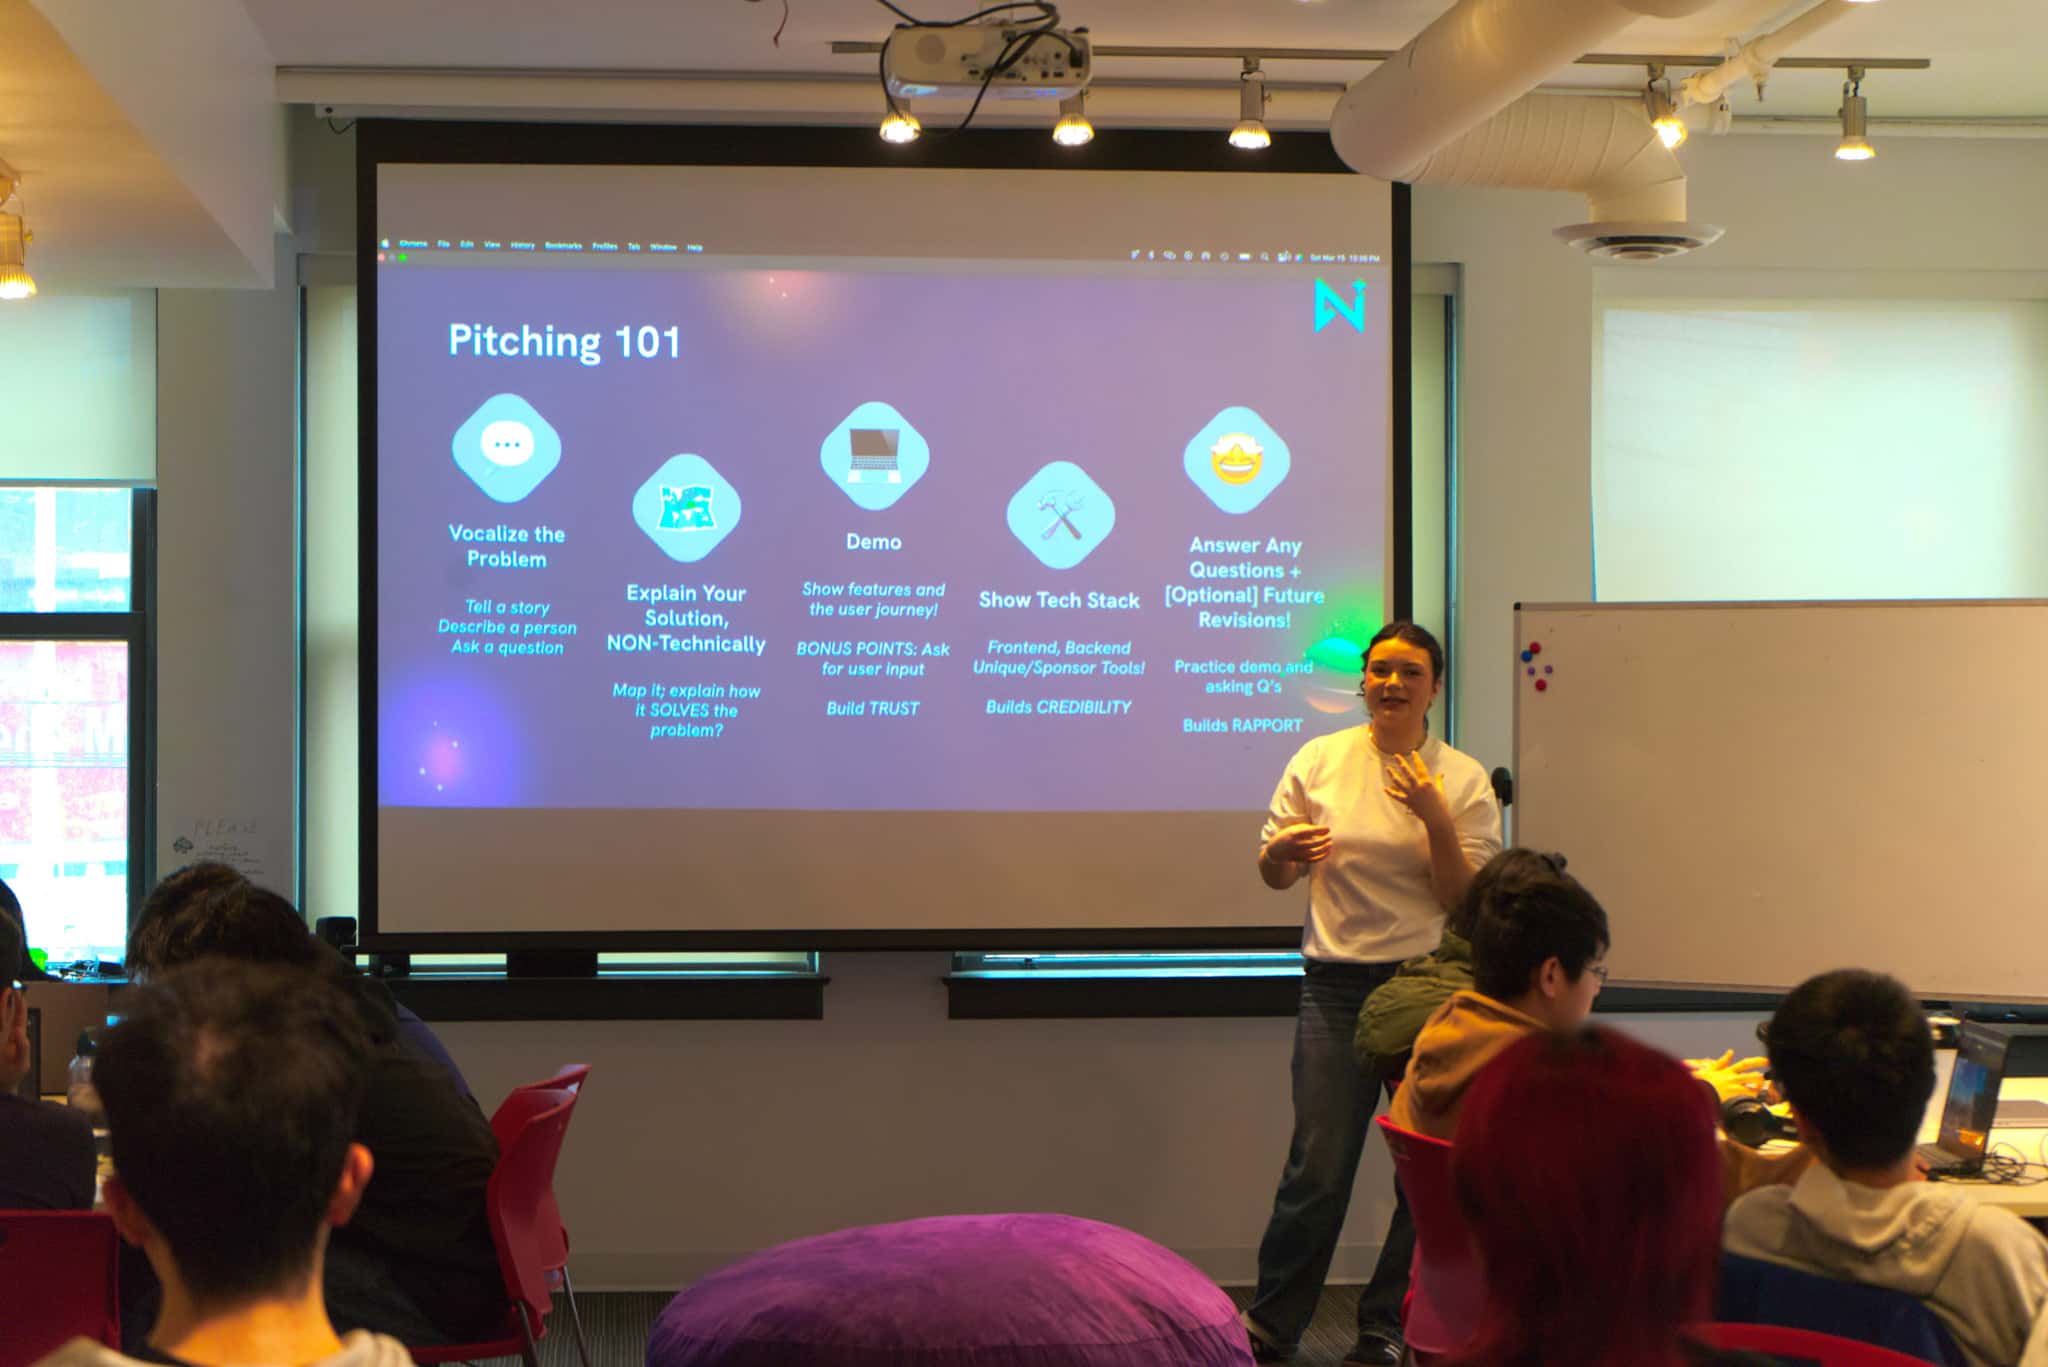 Chrome File Edit View History Bookmarks Profiles Tab Window Help
Sat Mar 15
Pitching 101
Vocalize the
Problem
Tell a story
Describe a person
Ask a question
Explain Your
Solution,
NON-Technically
Map it; explain how
it SOLVES the
problem?
Demo
Show features and
the user journey!
BONUS POINTS: Ask
for user input
Build TRUST
Show Tech Stack
Frontend, Backend
Unique/Sponsor Tools!
Builds CREDIBILITY
Answer Any
Questions +
[Optional] Future
Revisions!
Practice demo and
asking Q's
Builds RAPPORT
PLEASE